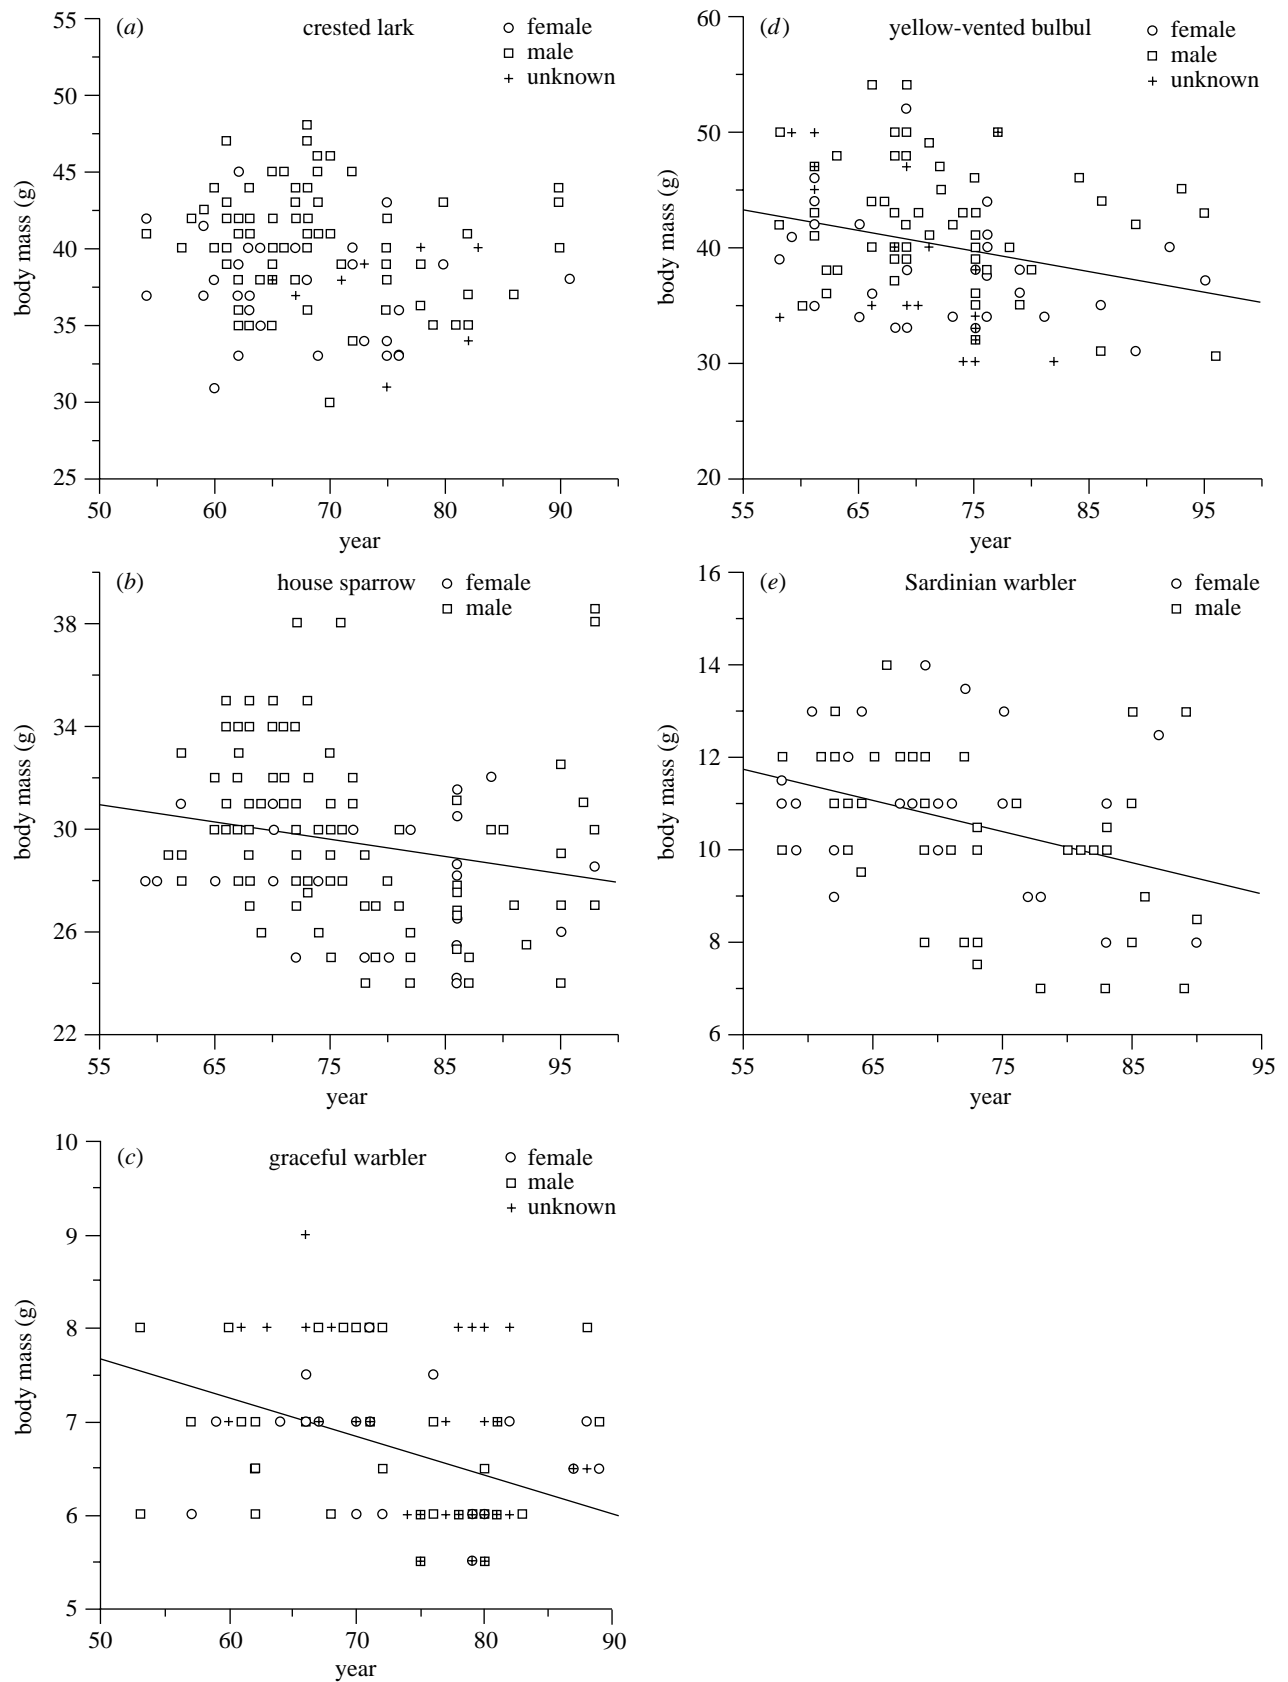 (a) crested lark
female
male
unknown
55
50
45
40
35
30
25
body mass (g)
50 60 70 80 90
year
(d) yellow-vented bulbul
female
male
unknown
60
50
40
30
20
body mass (g)
55 65 75 85 95
year
(b) house sparrow
female
male
38
34
30
26
22
body mass (g)
55 65 75 85 95
year
(e) Sardinian warbler
female
male
16
14
12
10
8
6
body mass (g)
55 65 75 85 95
year
(c) graceful warbler
female
male
unknown
10
9
8
7
6
5
body mass (g)
50 60 70 80 90
year